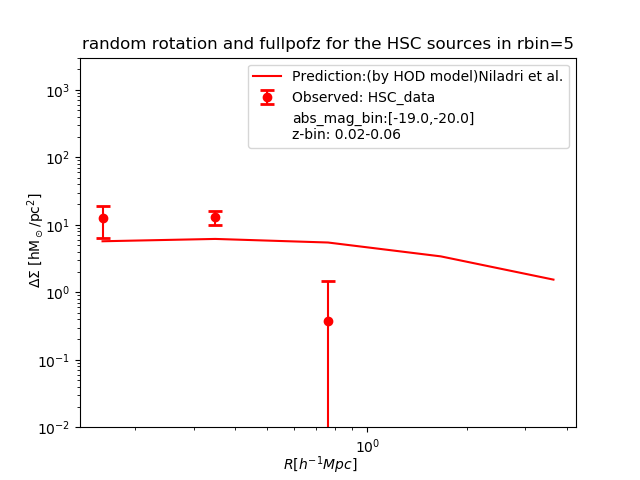 random rotation and fullpofz for the HSC sources in rbin=5
Prediction:(by HOD model)Niladri et al.
Observed: HSC_data
abs_mag_bin:[-19.0,-20.0]
z-bin: 0.02-0.06
10³
10²
10¹
10⁰
10⁻¹
10⁻²
ΔΣ [hM⊙/pc²]
10⁰
R[h⁻¹Mpc]